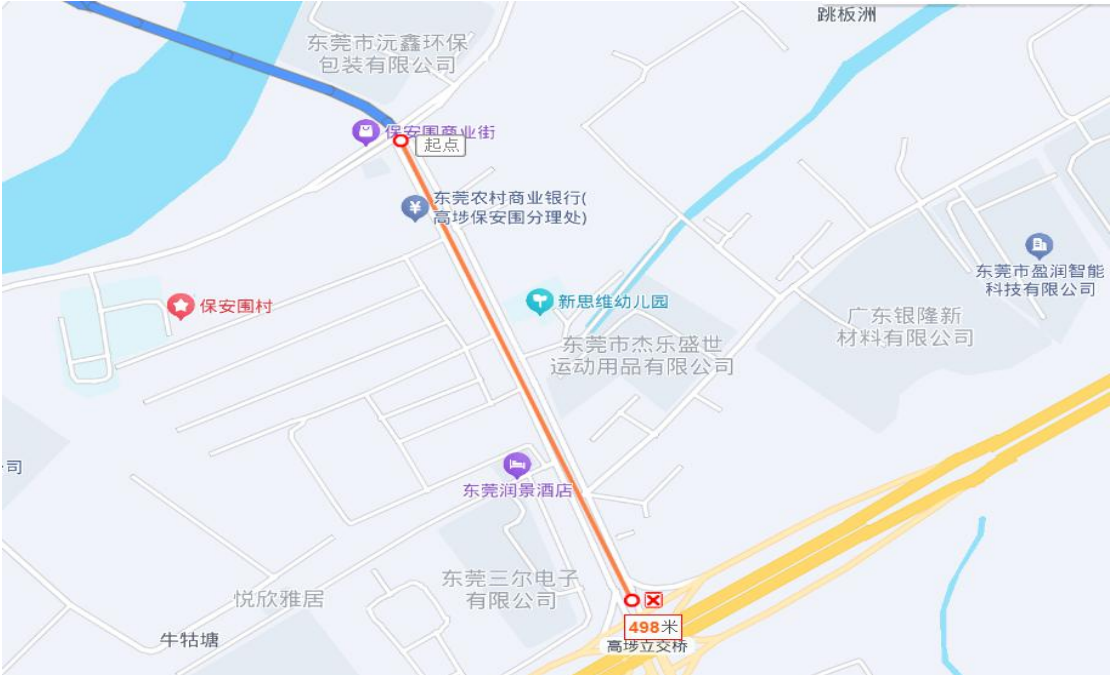 跳板洲
东莞市沅鑫环保
包装有限公司
保安围商业街
起点
东莞农村商业银行(
高埗保安围分理处)
东莞市盈润智能
科技有限公司
保安围村
新思维幼儿园
广东银隆新
材料有限公司
东莞市杰乐盛世
运动用品有限公司
司
东莞润景酒店
东莞三尔电子
有限公司
悦欣雅居
498米
牛牯塘
高埗立交桥